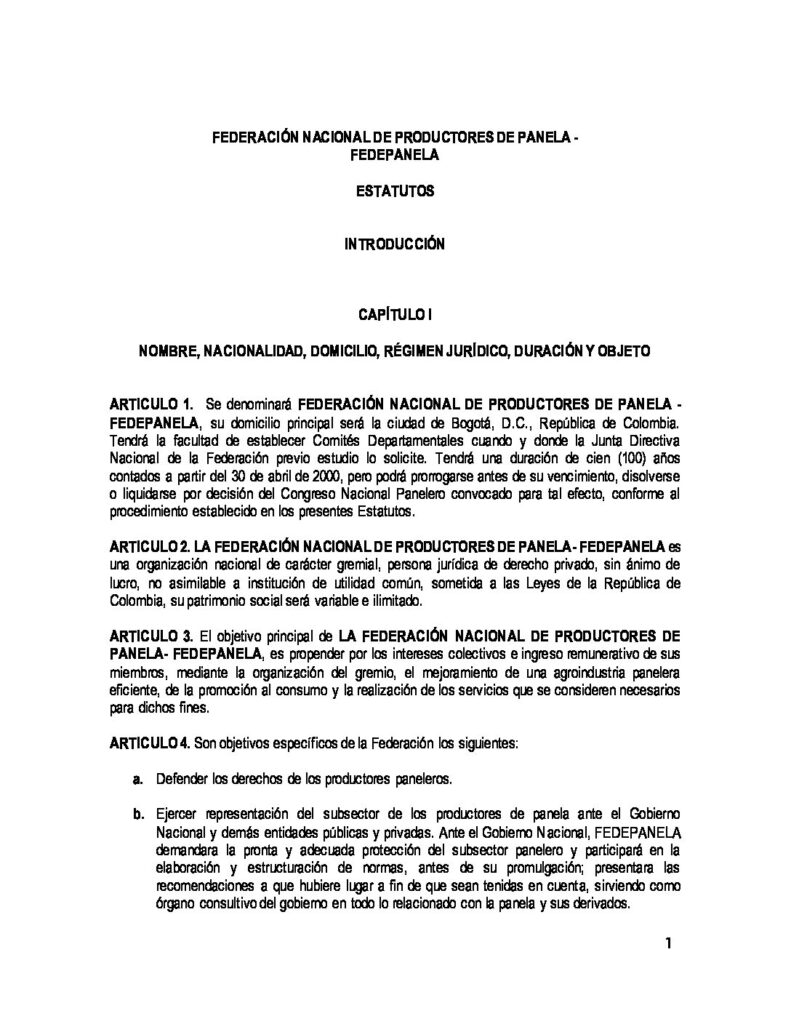 FEDERACIÓN NACIONAL DE PRODUCTORES DE PANELA -
FEDEPANELA
ESTATUTOS
INTRODUCCIÓN
CAPÍTULO I
NOMBRE, NACIONALIDAD, DOMICILIO, RÉGIMEN JURÍDICO, DURACIÓN Y OBJETO
ARTICULO 1. Se denominará FEDERACIÓN NACIONAL DE PRODUCTORES DE PANELA -
FEDEPANELA, su domicilio principal será la ciudad de Bogotá, D.C., República de Colombia.
Tendrá la facultad de establecer Comités Departamentales cuando y donde la Junta Directiva
Nacional de la Federación previo estudio lo solicite. Tendrá una duración de cien (100) años
contados a partir del 30 de abril de 2000, pero podrá prorrogarse antes de su vencimiento, disolverse
o liquidarse por decisión del Congreso Nacional Panelero convocado para tal efecto, conforme al
procedimiento establecido en los presentes Estatutos.
ARTICULO 2. LA FEDERACIÓN NACIONAL DE PRODUCTORES DE PANELA- FEDEPANELA es
una organización nacional de carácter gremial, persona jurídica de derecho privado, sin ánimo de
lucro, no asimilable a institución de utilidad común, sometida a las Leyes de la República de
Colombia, su patrimonio social será variable e ilimitado.
ARTICULO 3. El objetivo principal de LA FEDERACIÓN NACIONAL DE PRODUCTORES DE
PANELA- FEDEPANELA, es propender por los intereses colectivos e ingreso remunerativo de sus
miembros, mediante la organización del gremio, el mejoramiento de una agroindustria panelera
eficiente, de la promoción al consumo y la realización de los servicios que se consideren necesarios
para dichos fines.
ARTICULO 4. Son objetivos específicos de la Federación los siguientes:
a. Defender los derechos de los productores paneleros.
b. Ejercer representación del subsector de los productores de panela ante el Gobierno
Nacional y demás entidades públicas y privadas. Ante el Gobierno Nacional, FEDEPANELA
demandara la pronta y adecuada protección del subsector panelero y participará en la
elaboración y estructuración de normas, antes de su promulgación; presentara las
recomendaciones a que hubiere lugar a fin de que sean tenidas en cuenta, sirviendo como
órgano consultivo del gobierno en todo lo relacionado con la panela y sus derivados.
1